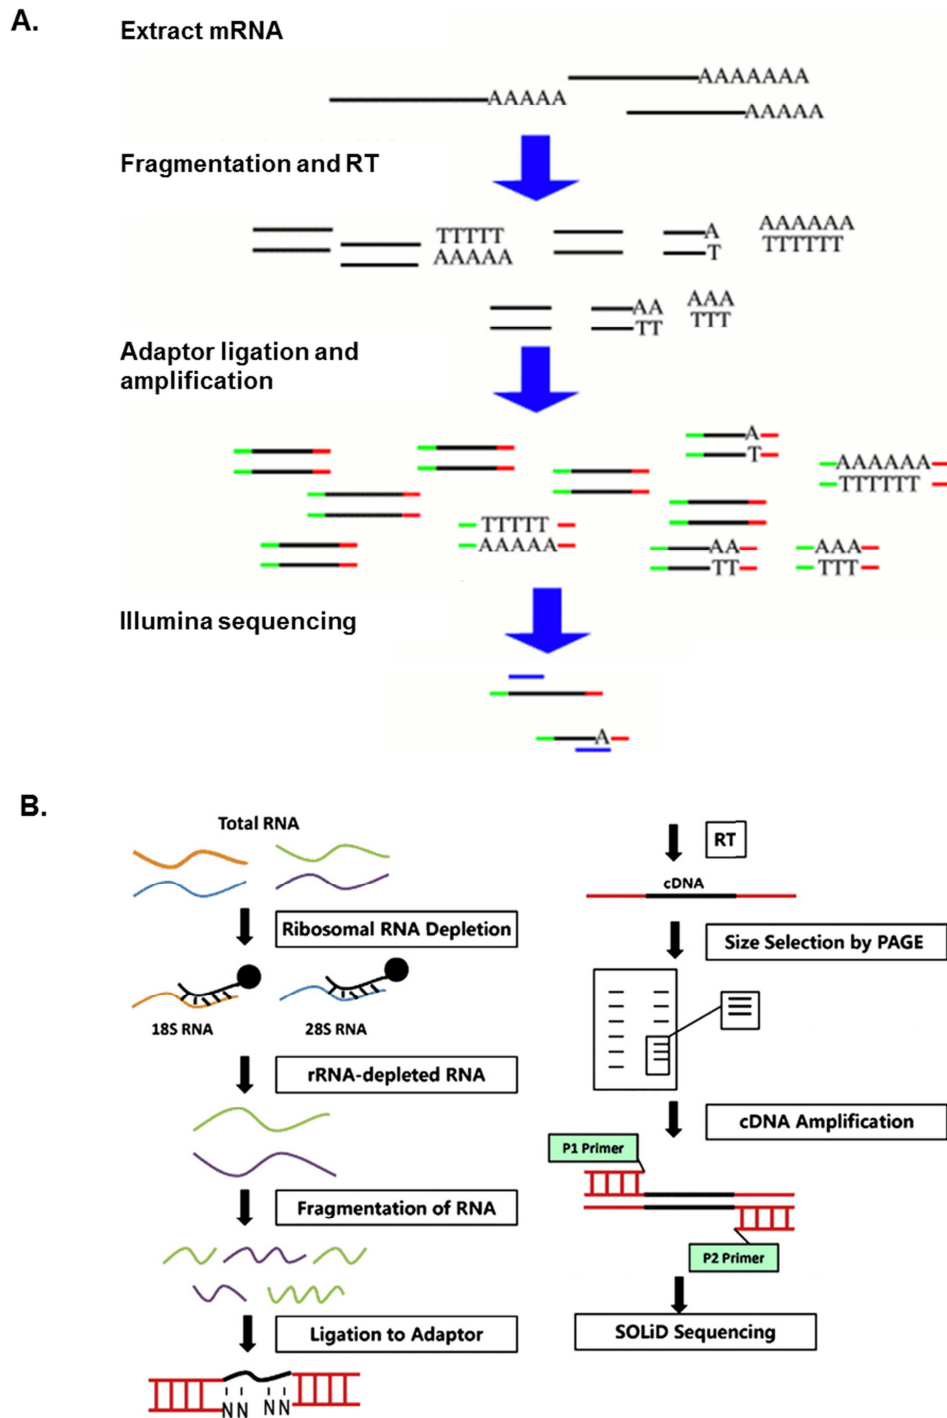 A.
Extract mRNA
AAAAAAA
AAAAA
AAAAA
Fragmentation and RT
TTTTT
AAAAA
A
T
AAAAAA
TTTTTT
AA
TT
AAA
TTT
Adaptor ligation and
amplification
A
T
AAAAAA
TTTTTT
TTTTT
AAAAA
AA
TT
AAA
TTT
Illumina sequencing
A
B.
Total RNA
Ribosomal RNA Depletion
18S RNA
28S RNA
rRNA-depleted RNA
Fragmentation of RNA
Ligation to Adaptor
NN NN
RT
cDNA
Size Selection by PAGE
cDNA Amplification
P1 Primer
P2 Primer
SOLiD Sequencing